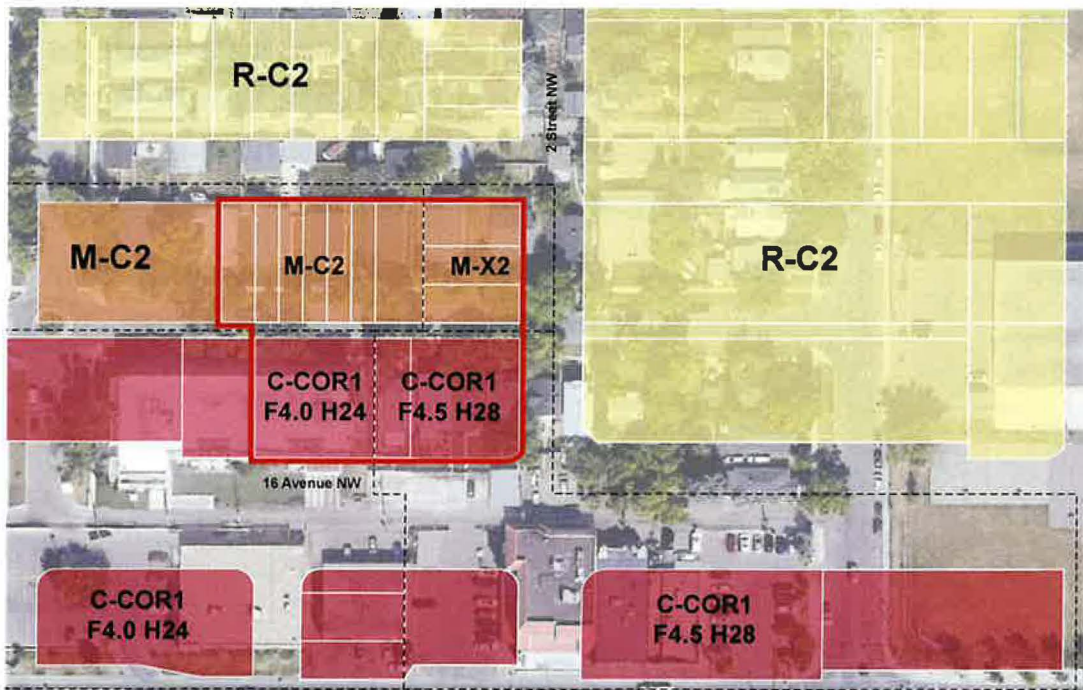 R-C2
2 Street NW
M-C2
M-C2
M-X2
R-C2
C-COR1
F4.0 H24
C-COR1
F4.5 H28
16 Avenue NW
C-COR1
F4.0 H24
C-COR1
F4.5 H28